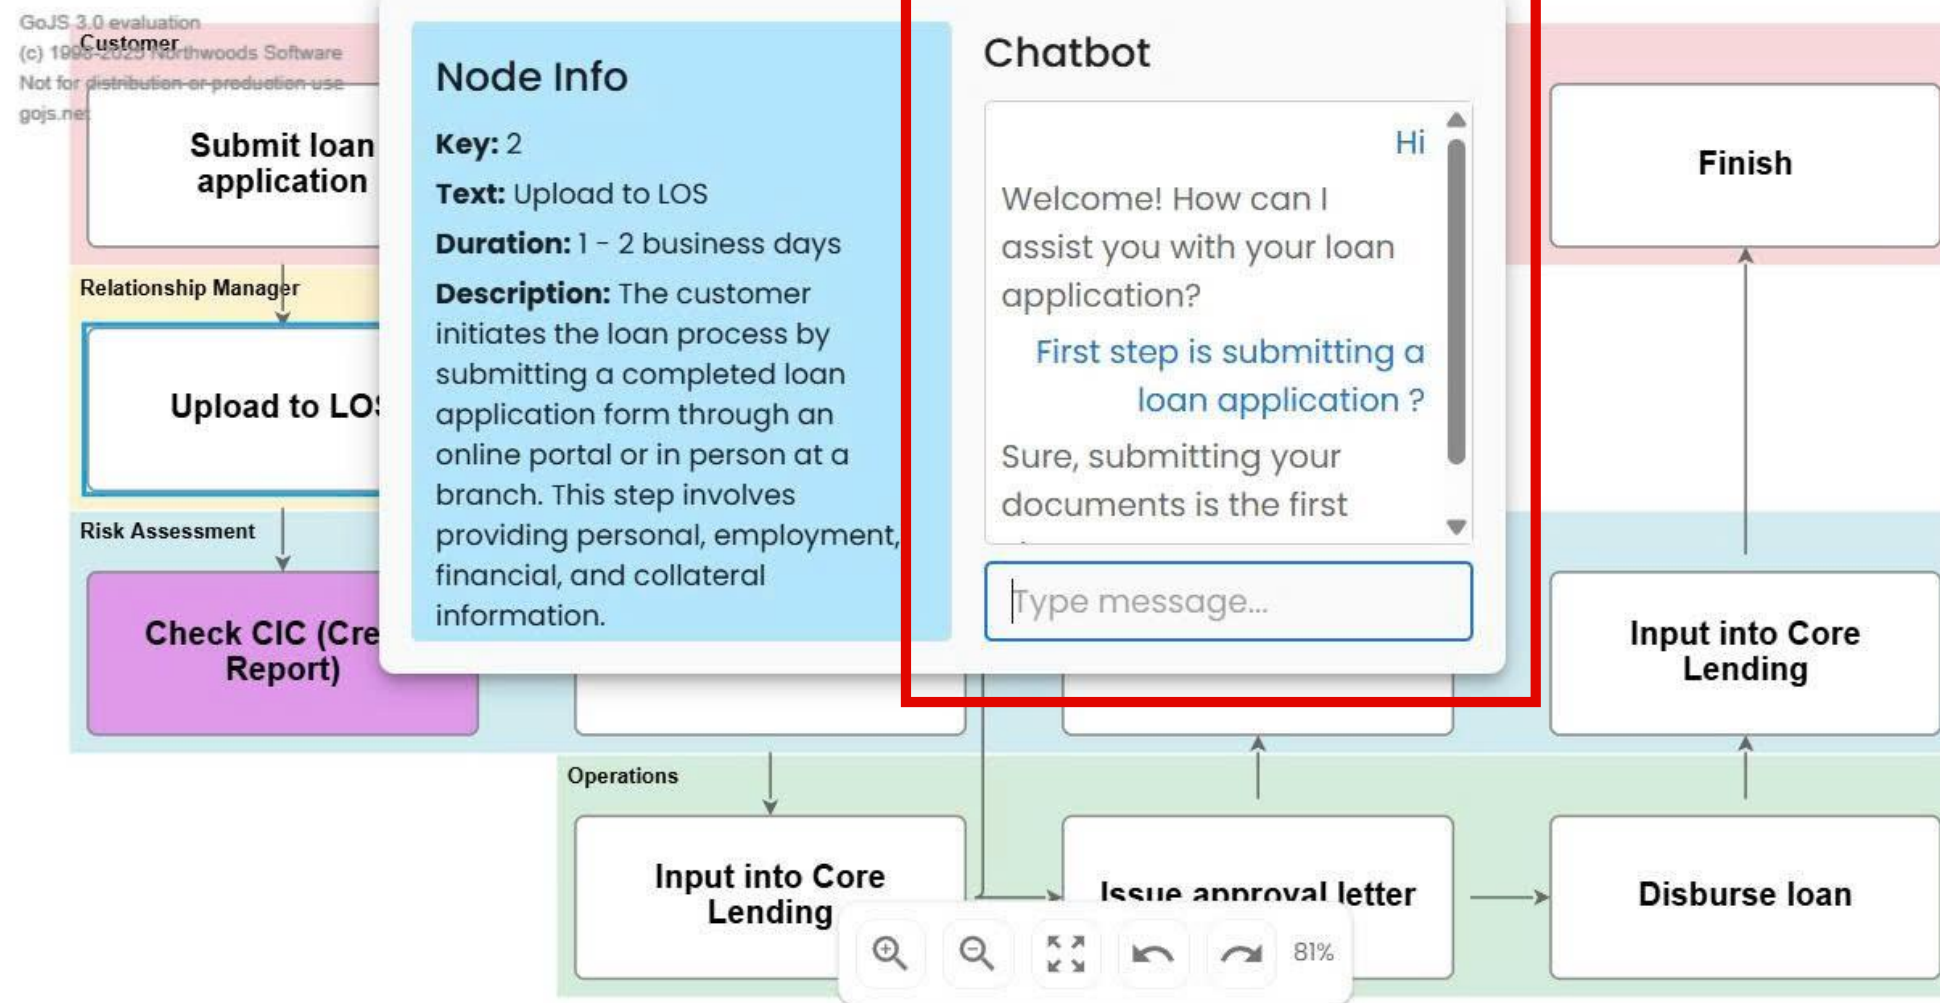 GoJS 3.0 evaluation
(c) 1998-2025 Northwoods Software
Not for distribution or production use
gojs.net
Customer
Submit loan
application
Relationship Manager
Upload to LOS
Risk Assessment
Check CIC (Cre
Report)
Node Info
Key: 2
Text: Upload to LOS
Duration: 1 - 2 business days
Description: The customer
initiates the loan process by
submitting a completed loan
application form through an
online portal or in person at a
branch. This step involves
providing personal, employment,
financial, and collateral
information.
Chatbot
Hi
Welcome! How can I
assist you with your loan
application?
First step is submitting a
loan application ?
Sure, submitting your
documents is the first
Type message...
Finish
Input into Core
Lending
Operations
Input into Core
Lending
Issue approval letter
Disburse loan
81%